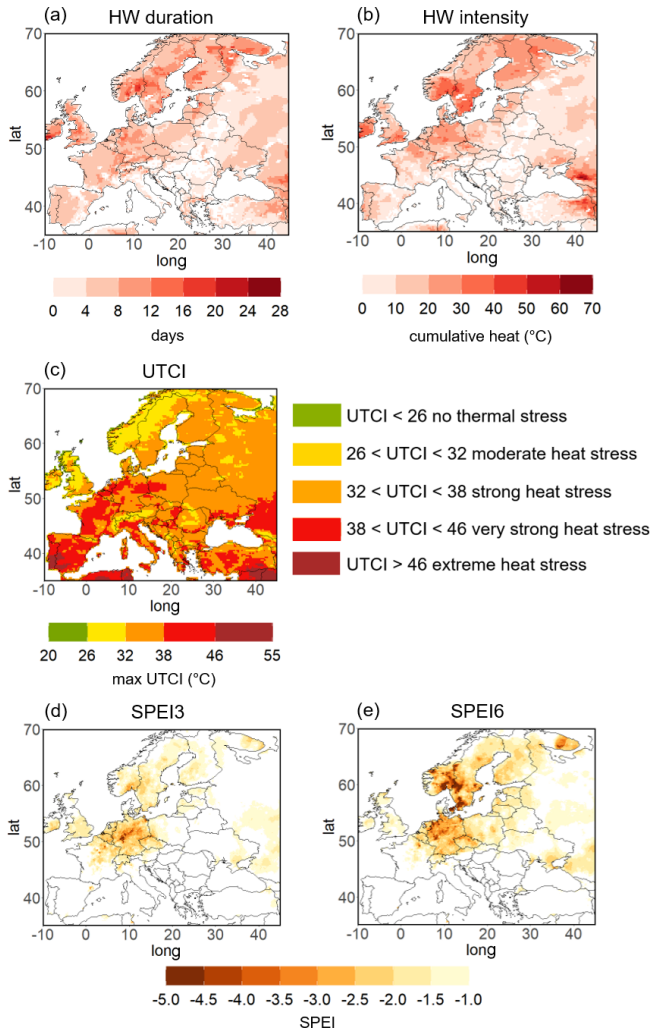 (a) HW duration
(b) HW intensity
70
60
50
40
lat
-10 0 10 20 30 40
long
70
60
50
40
lat
-10 0 10 20 30 40
long
0 4 8 12 16 20 24 28
days
0 10 20 30 40 50 60 70
cumulative heat (°C)
(c) UTCI
70
60
50
40
lat
-10 0 10 20 30 40
long
UTCI < 26 no thermal stress
26 < UTCI < 32 moderate heat stress
32 < UTCI < 38 strong heat stress
38 < UTCI < 46 very strong heat stress
UTCI > 46 extreme heat stress
20 26 32 38 46 55
max UTCI (°C)
(d) SPEI3
(e) SPEI6
70
60
50
40
lat
-10 0 10 20 30 40
long
70
60
50
40
lat
-10 0 10 20 30 40
long
-5.0 -4.5 -4.0 -3.5 -3.0 -2.5 -2.0 -1.5 -1.0
SPEI